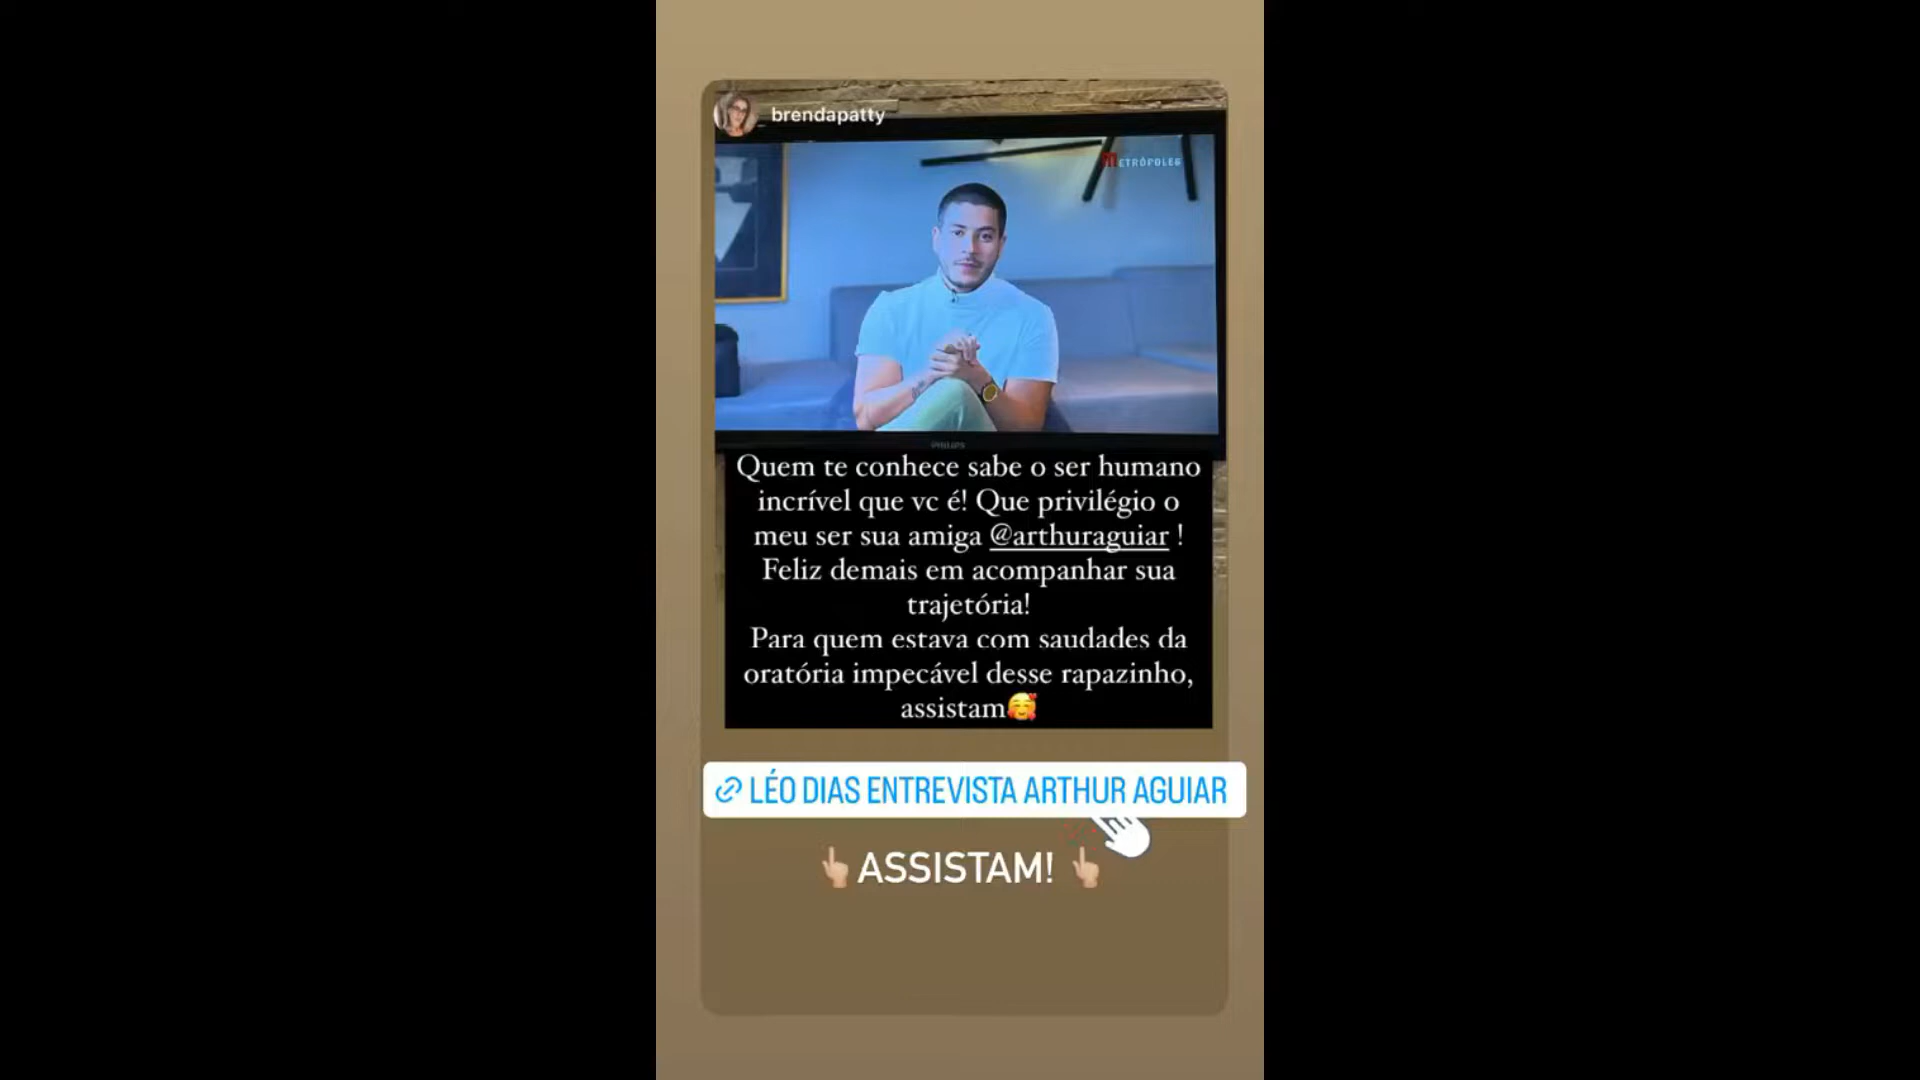 brendapatty
METRÓPOLES
PHILIPS
Quem te conhece sabe o ser humano
incrível que vc é! Que privilégio o
meu ser sua amiga @arthuraguiar !
Feliz demais em acompanhar sua
trajetória!
Para quem estava com saudades da
oratória impecável desse rapazinho,
assistam🥰
LÉO DIAS ENTREVISTA ARTHUR AGUIAR
👆🏼ASSISTAM! 👆🏼